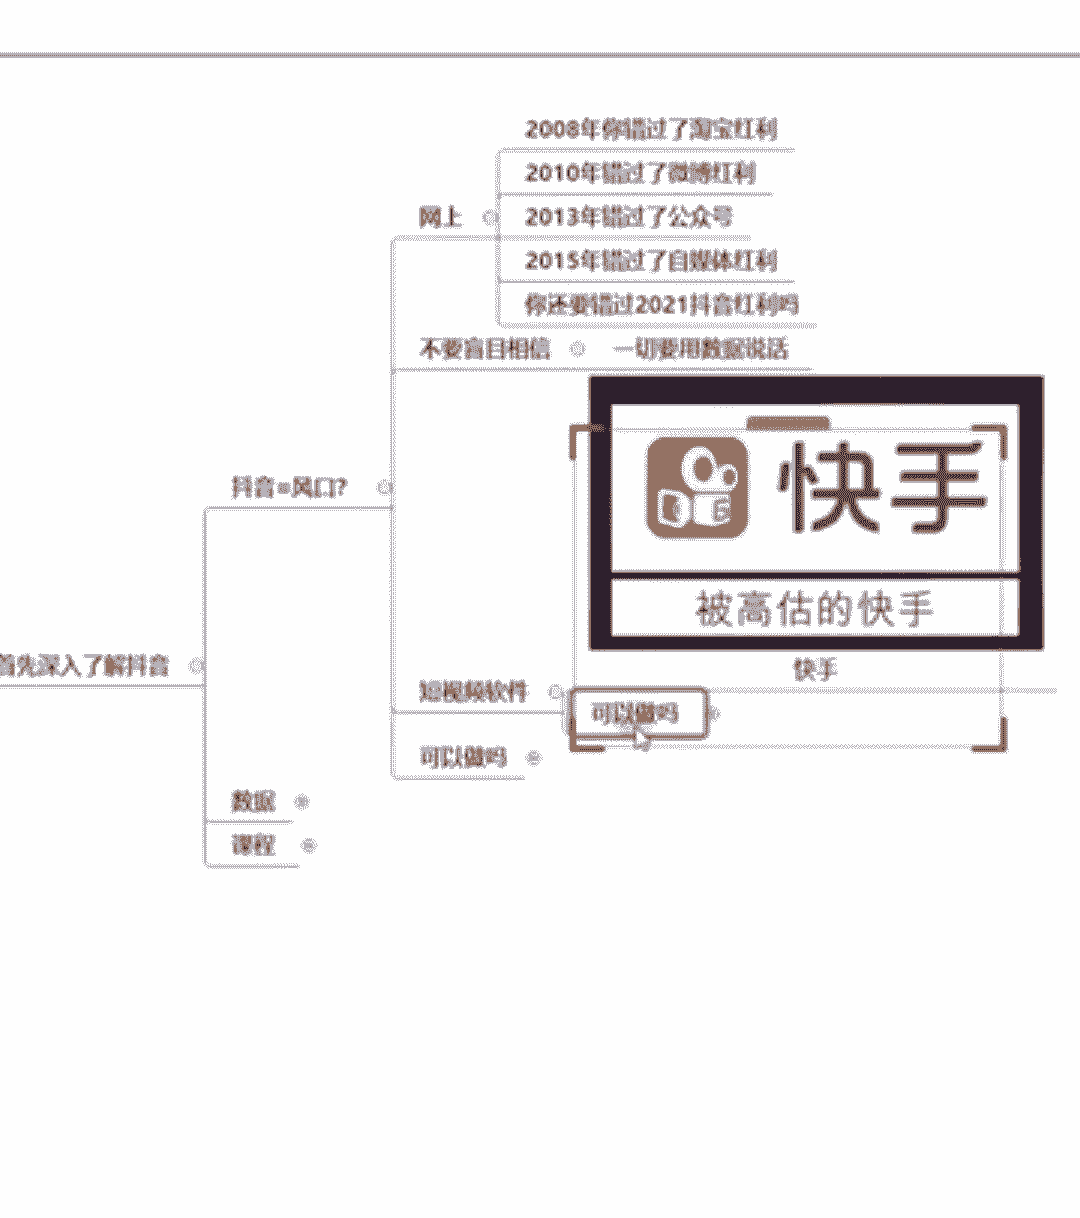 2008年你错过了淘宝红利
2010年错过了微博红利
网上
2013年错过了公众号
2015年错过了自媒体红利
你还要错过2021抖音红利吗
不要盲目相信
一切要用数据说话
快手
抖音=风口?
被高估的快手
首先深入了解抖音
快手
短视频软件
可以做吗
可以做吗
数据
课程